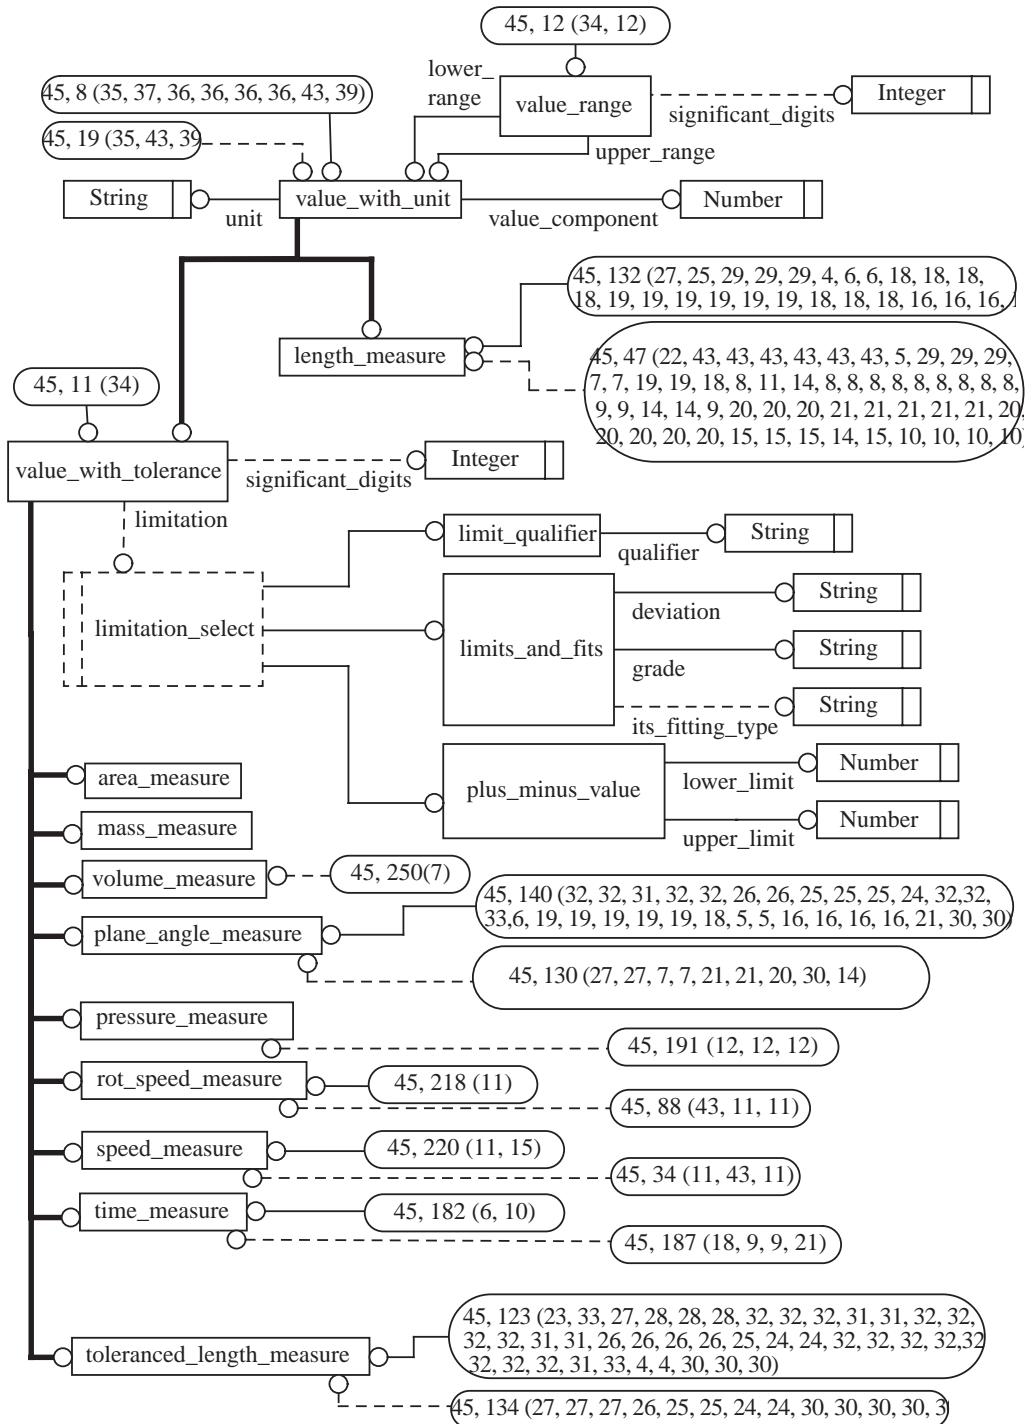 45, 12 (34, 12)
lower_
range
value_range
significant_digits
Integer
45, 8 (35, 37, 36, 36, 36, 36, 43, 39)
45, 19 (35, 43, 39
upper_range
String
unit
value_with_unit
value_component
Number
45, 132 (27, 25, 29, 29, 29, 4, 6, 6, 18, 18, 18,
18, 19, 19, 19, 19, 19, 19, 18, 18, 18, 16, 16, 16,
length_measure
45, 47 (22, 43, 43, 43, 43, 43, 43, 5, 29, 29, 29,
7, 7, 19, 19, 18, 8, 11, 14, 8, 8, 8, 8, 8, 8, 8, 8, 8,
9, 9, 14, 14, 9, 20, 20, 20, 21, 21, 21, 21, 21, 20,
20, 20, 20, 20, 15, 15, 15, 14, 15, 10, 10, 10, 10)
45, 11 (34)
value_with_tolerance
significant_digits
Integer
limitation
limit_qualifier
qualifier
String
limitation_select
limits_and_fits
deviation
String
grade
String
its_fitting_type
String
plus_minus_value
lower_limit
Number
upper_limit
Number
area_measure
mass_measure
volume_measure
45, 250(7)
plane_angle_measure
45, 140 (32, 32, 31, 32, 32, 26, 26, 25, 25, 25, 24, 32,32,
33,6, 19, 19, 19, 19, 19, 18, 5, 5, 16, 16, 16, 16, 21, 30, 30)
45, 130 (27, 27, 7, 7, 21, 21, 20, 30, 14)
pressure_measure
45, 191 (12, 12, 12)
rot_speed_measure
45, 218 (11)
45, 88 (43, 11, 11)
speed_measure
45, 220 (11, 15)
45, 34 (11, 43, 11)
time_measure
45, 182 (6, 10)
45, 187 (18, 9, 9, 21)
toleranced_length_measure
45, 123 (23, 33, 27, 28, 28, 28, 32, 32, 32, 31, 31, 32, 32,
32, 32, 31, 31, 26, 26, 26, 26, 25, 24, 24, 32, 32, 32, 32,32
32, 32, 32, 31, 33, 4, 4, 30, 30, 30)
45, 134 (27, 27, 27, 26, 25, 25, 24, 24, 30, 30, 30, 30,